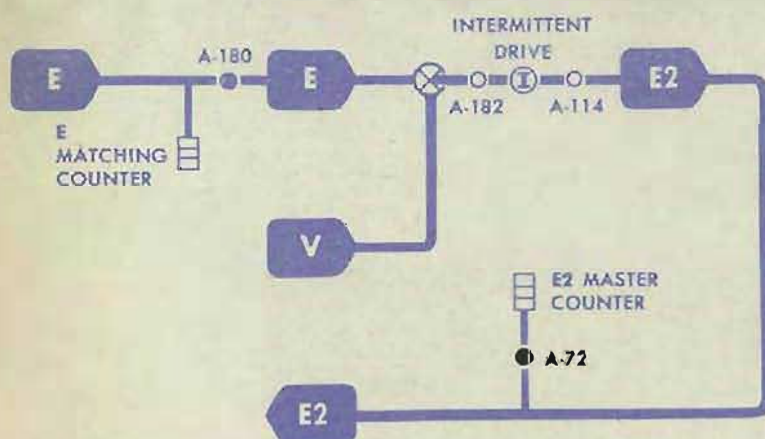 INTERMITTENT
DRIVE
A-180
E
E
E2
A-182
I
A-114
E
MATCHING
COUNTER
V
E2 MASTER
COUNTER
A-72
E2